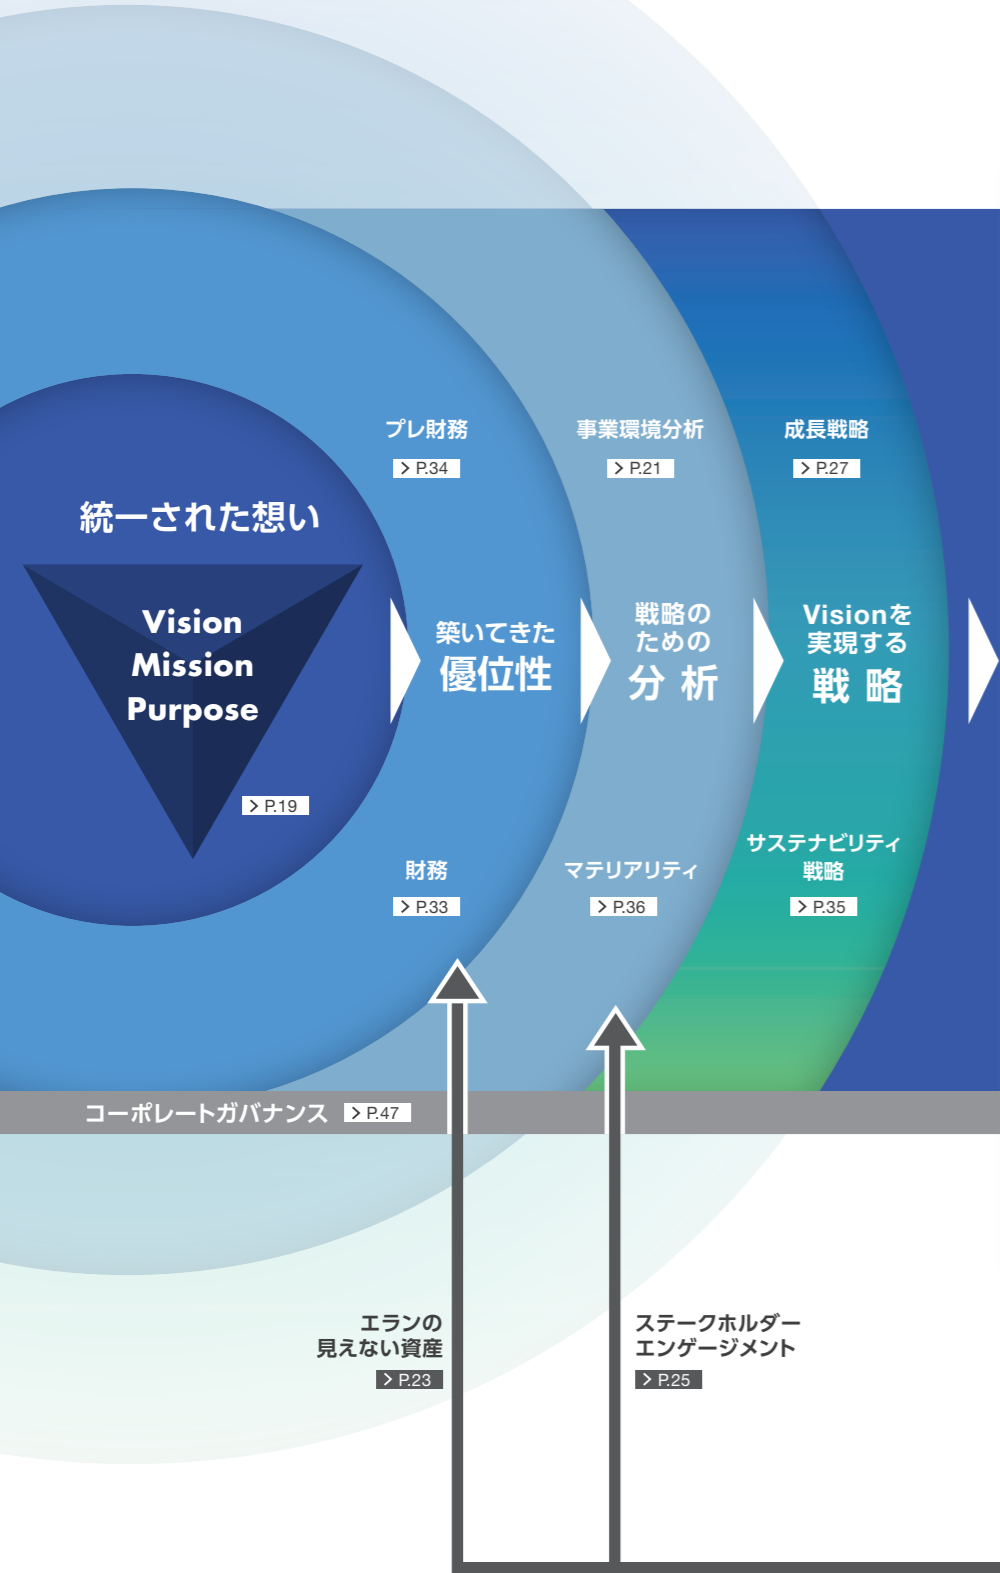 統一された想い
Vision
Mission
Purpose
> P.19
プレ財務
> P.34
築いてきた
優位性
財務
> P.33
事業環境分析
> P.21
戦略の
ための
分析
マテリアリティ
> P.36
成長戦略
> P.27
Visionを
実現する
戦略
サステナビリティ
戦略
> P.35
コーポレートガバナンス > P.47
エランの
見えない資産
> P.23
ステークホルダー
エンゲージメント
> P.25